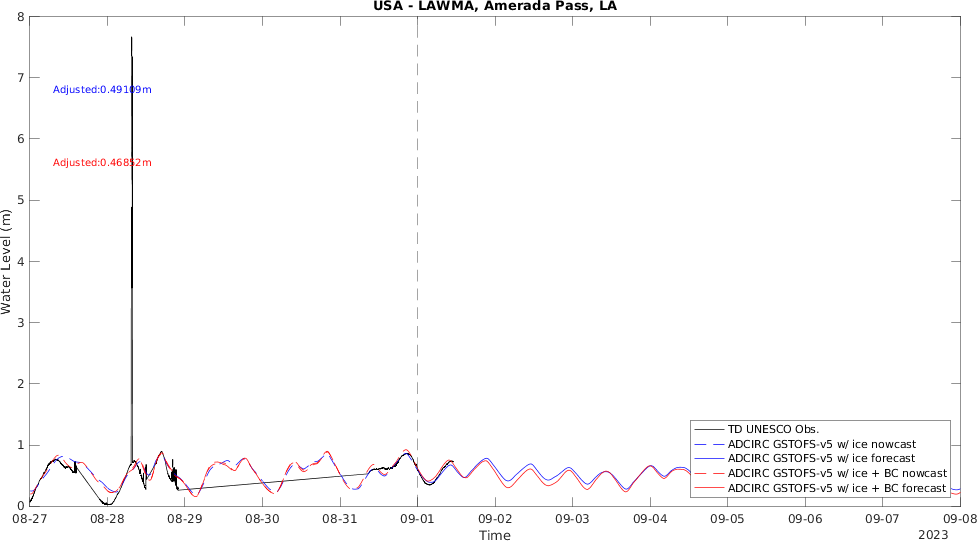 USA - LAWMA, Amerada Pass, LA
8
7
6
5
4
3
2
1
0
Water Level (m)
Adjusted:0.49109m
Adjusted:0.46852m
TD UNESCO Obs.
ADCIRC GSTOFS-v5 w/ ice nowcast
ADCIRC GSTOFS-v5 w/ ice forecast
ADCIRC GSTOFS-v5 w/ ice + BC nowcast
ADCIRC GSTOFS-v5 w/ ice + BC forecast
08-27 08-28 08-29 08-30 08-31 09-01 09-02 09-03 09-04 09-05 09-06 09-07 09-08
Time
2023